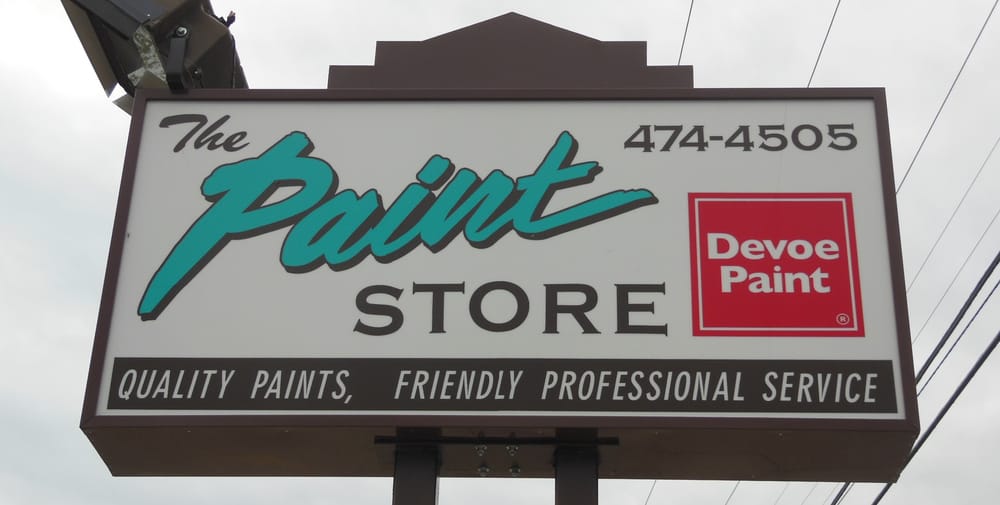 The
Paint
STORE
474-4505
Devoe
Paint
®
QUALITY PAINTS, FRIENDLY PROFESSIONAL SERVICE